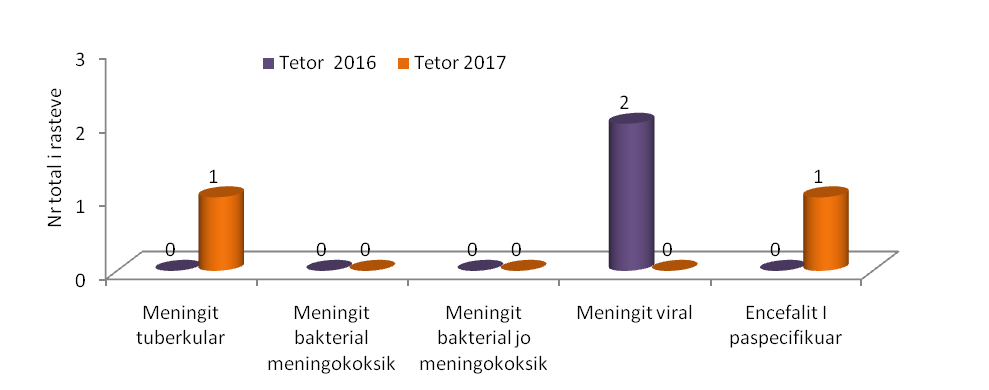 Tetor 2016
Tetor 2017
Nr total i rasteve
3
2
1
0
0
1
0
0
0
0
2
0
0
1
Meningit
tuberkular
Meningit
bakterial
meningokoksik
Meningit
bakterial jo
meningokoksik
Meningit viral
Encefalit I
paspecifikuar